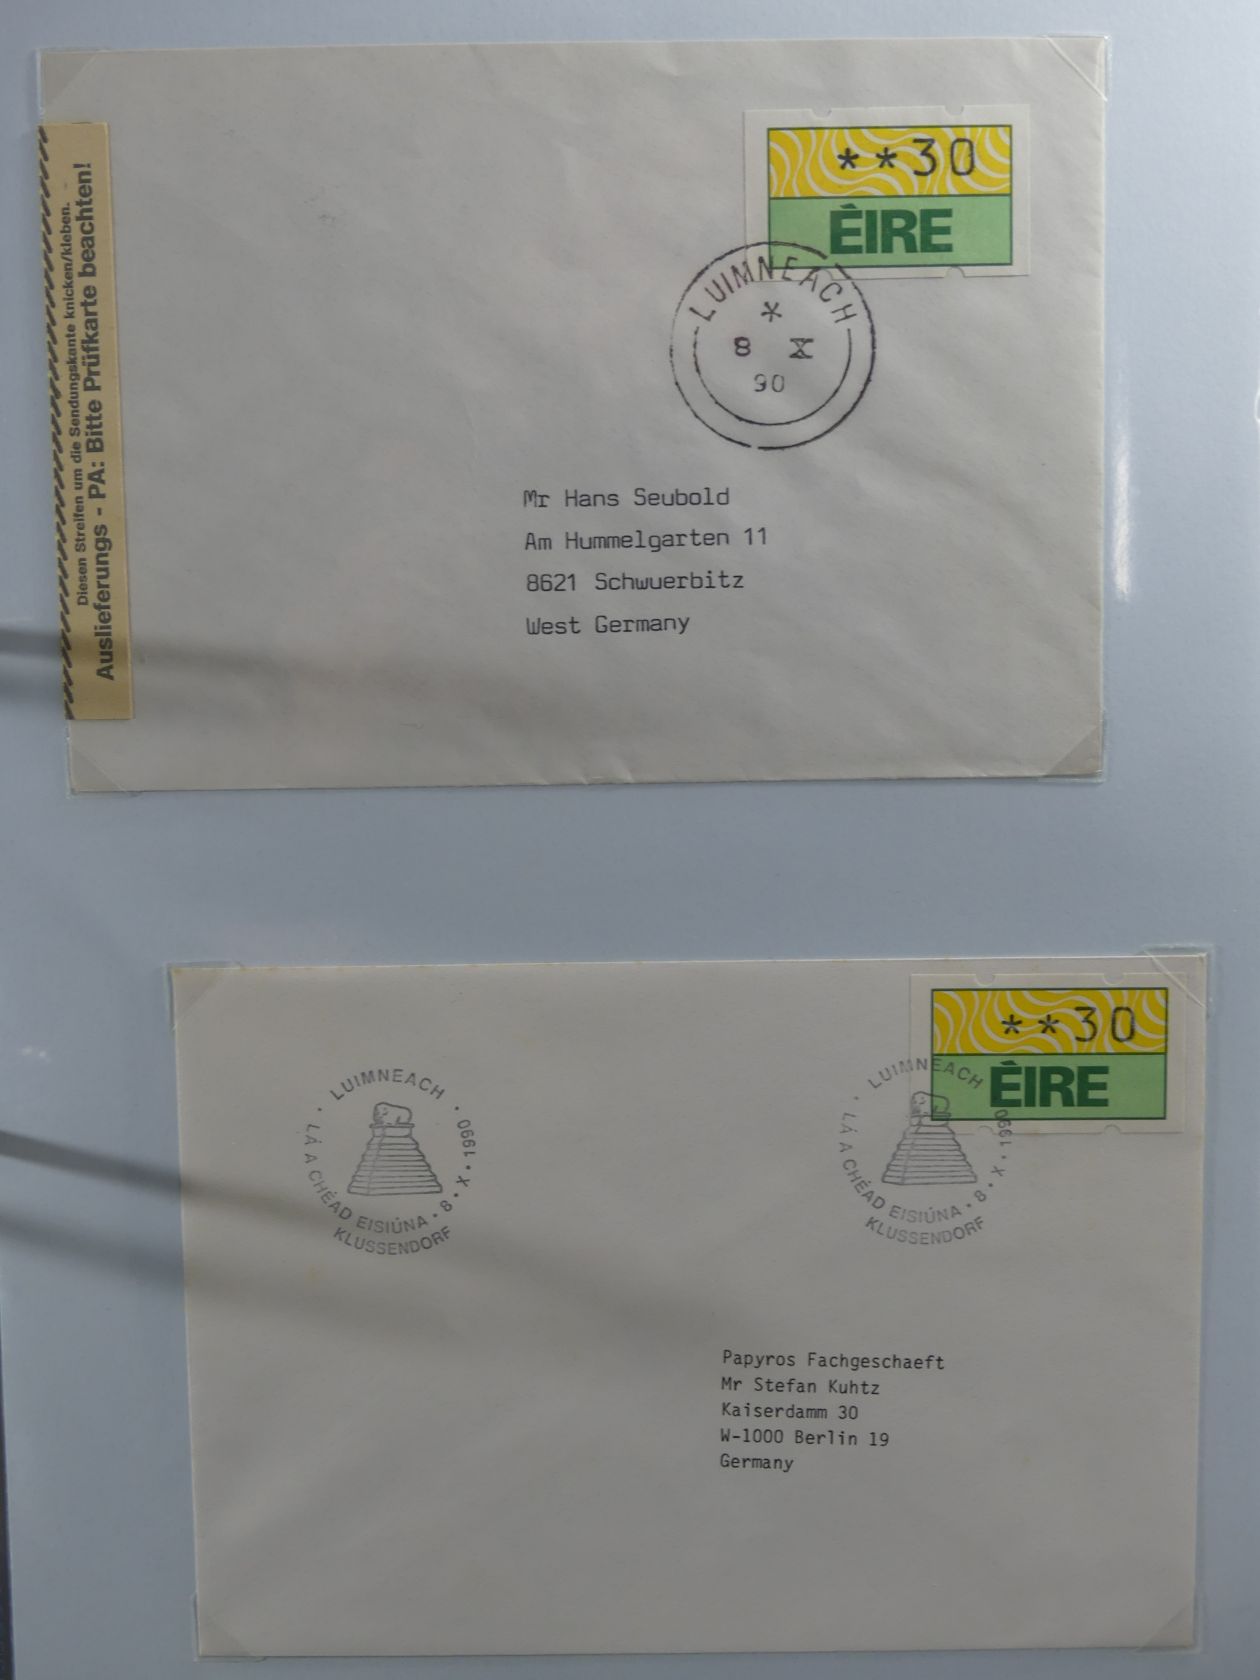 Diesen Streifen um die Sendungskante knicken/kleben.
Auslieferungs - PA: Bitte Prüfkarte beachten!
**30
ÈIRE
LUIMNEACH
*
8 X
90
Mr Hans Seubold
Am Hummelgarten 11
8621 Schwuerbitz
West Germany
**30
ÈIRE
LUIMNEACH
· LÁ A CHÉAD EISIÚNA · 8 · X · 1990 ·
KLUSSENDORF
LUIMNEACH
· LÁ A CHÉAD EISIÚNA · 8 · X · 1990
KLUSSENDORF
Papyros Fachgeschaeft
Mr Stefan Kuhtz
Kaiserdamm 30
W-1000 Berlin 19
Germany